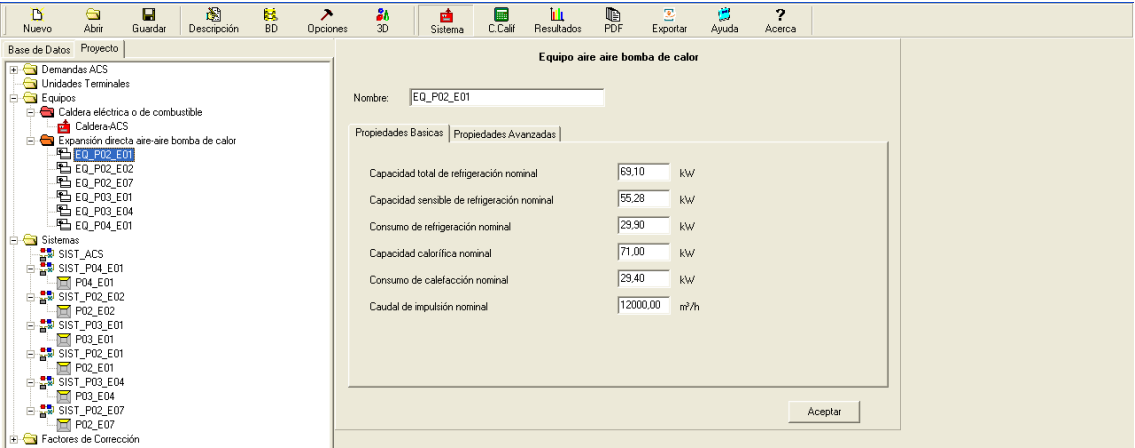 Nuevo Abrir Guardar Descripción BD Opciones 3D Sistema C.Calif Resultados PDF Exportar Ayuda Acerca
Base de Datos Proyecto
Demandas ACS
Unidades Terminales
Equipos
Caldera eléctrica o de combustible
Caldera-ACS
Expansión directa aire-aire bomba de calor
EQ_P02_E01
EQ_P02_E02
EQ_P02_E07
EQ_P03_E01
EQ_P03_E04
EQ_P04_E01
Sistemas
SIST_ACS
SIST_P04_E01
P04_E01
SIST_P02_E02
P02_E02
SIST_P03_E01
P03_E01
SIST_P02_E01
P02_E01
SIST_P03_E04
P03_E04
SIST_P02_E07
P02_E07
Factores de Corrección
Equipo aire aire bomba de calor
Nombre: EQ_P02_E01
Propiedades Basicas Propiedades Avanzadas
Capacidad total de refrigeración nominal 69,10 kW
Capacidad sensible de refrigeración nominal 55,28 kW
Consumo de refrigeración nominal 29,90 kW
Capacidad calorífica nominal 71,00 kW
Consumo de calefacción nominal 29,40 kW
Caudal de impulsión nominal 12000,00 m³/h
Aceptar